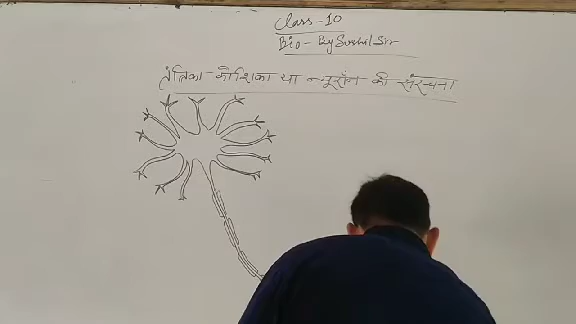 Class-10
Bio- By Sushil Sir
तंत्रिका कोशिका या न्यूरॉन की संरचना